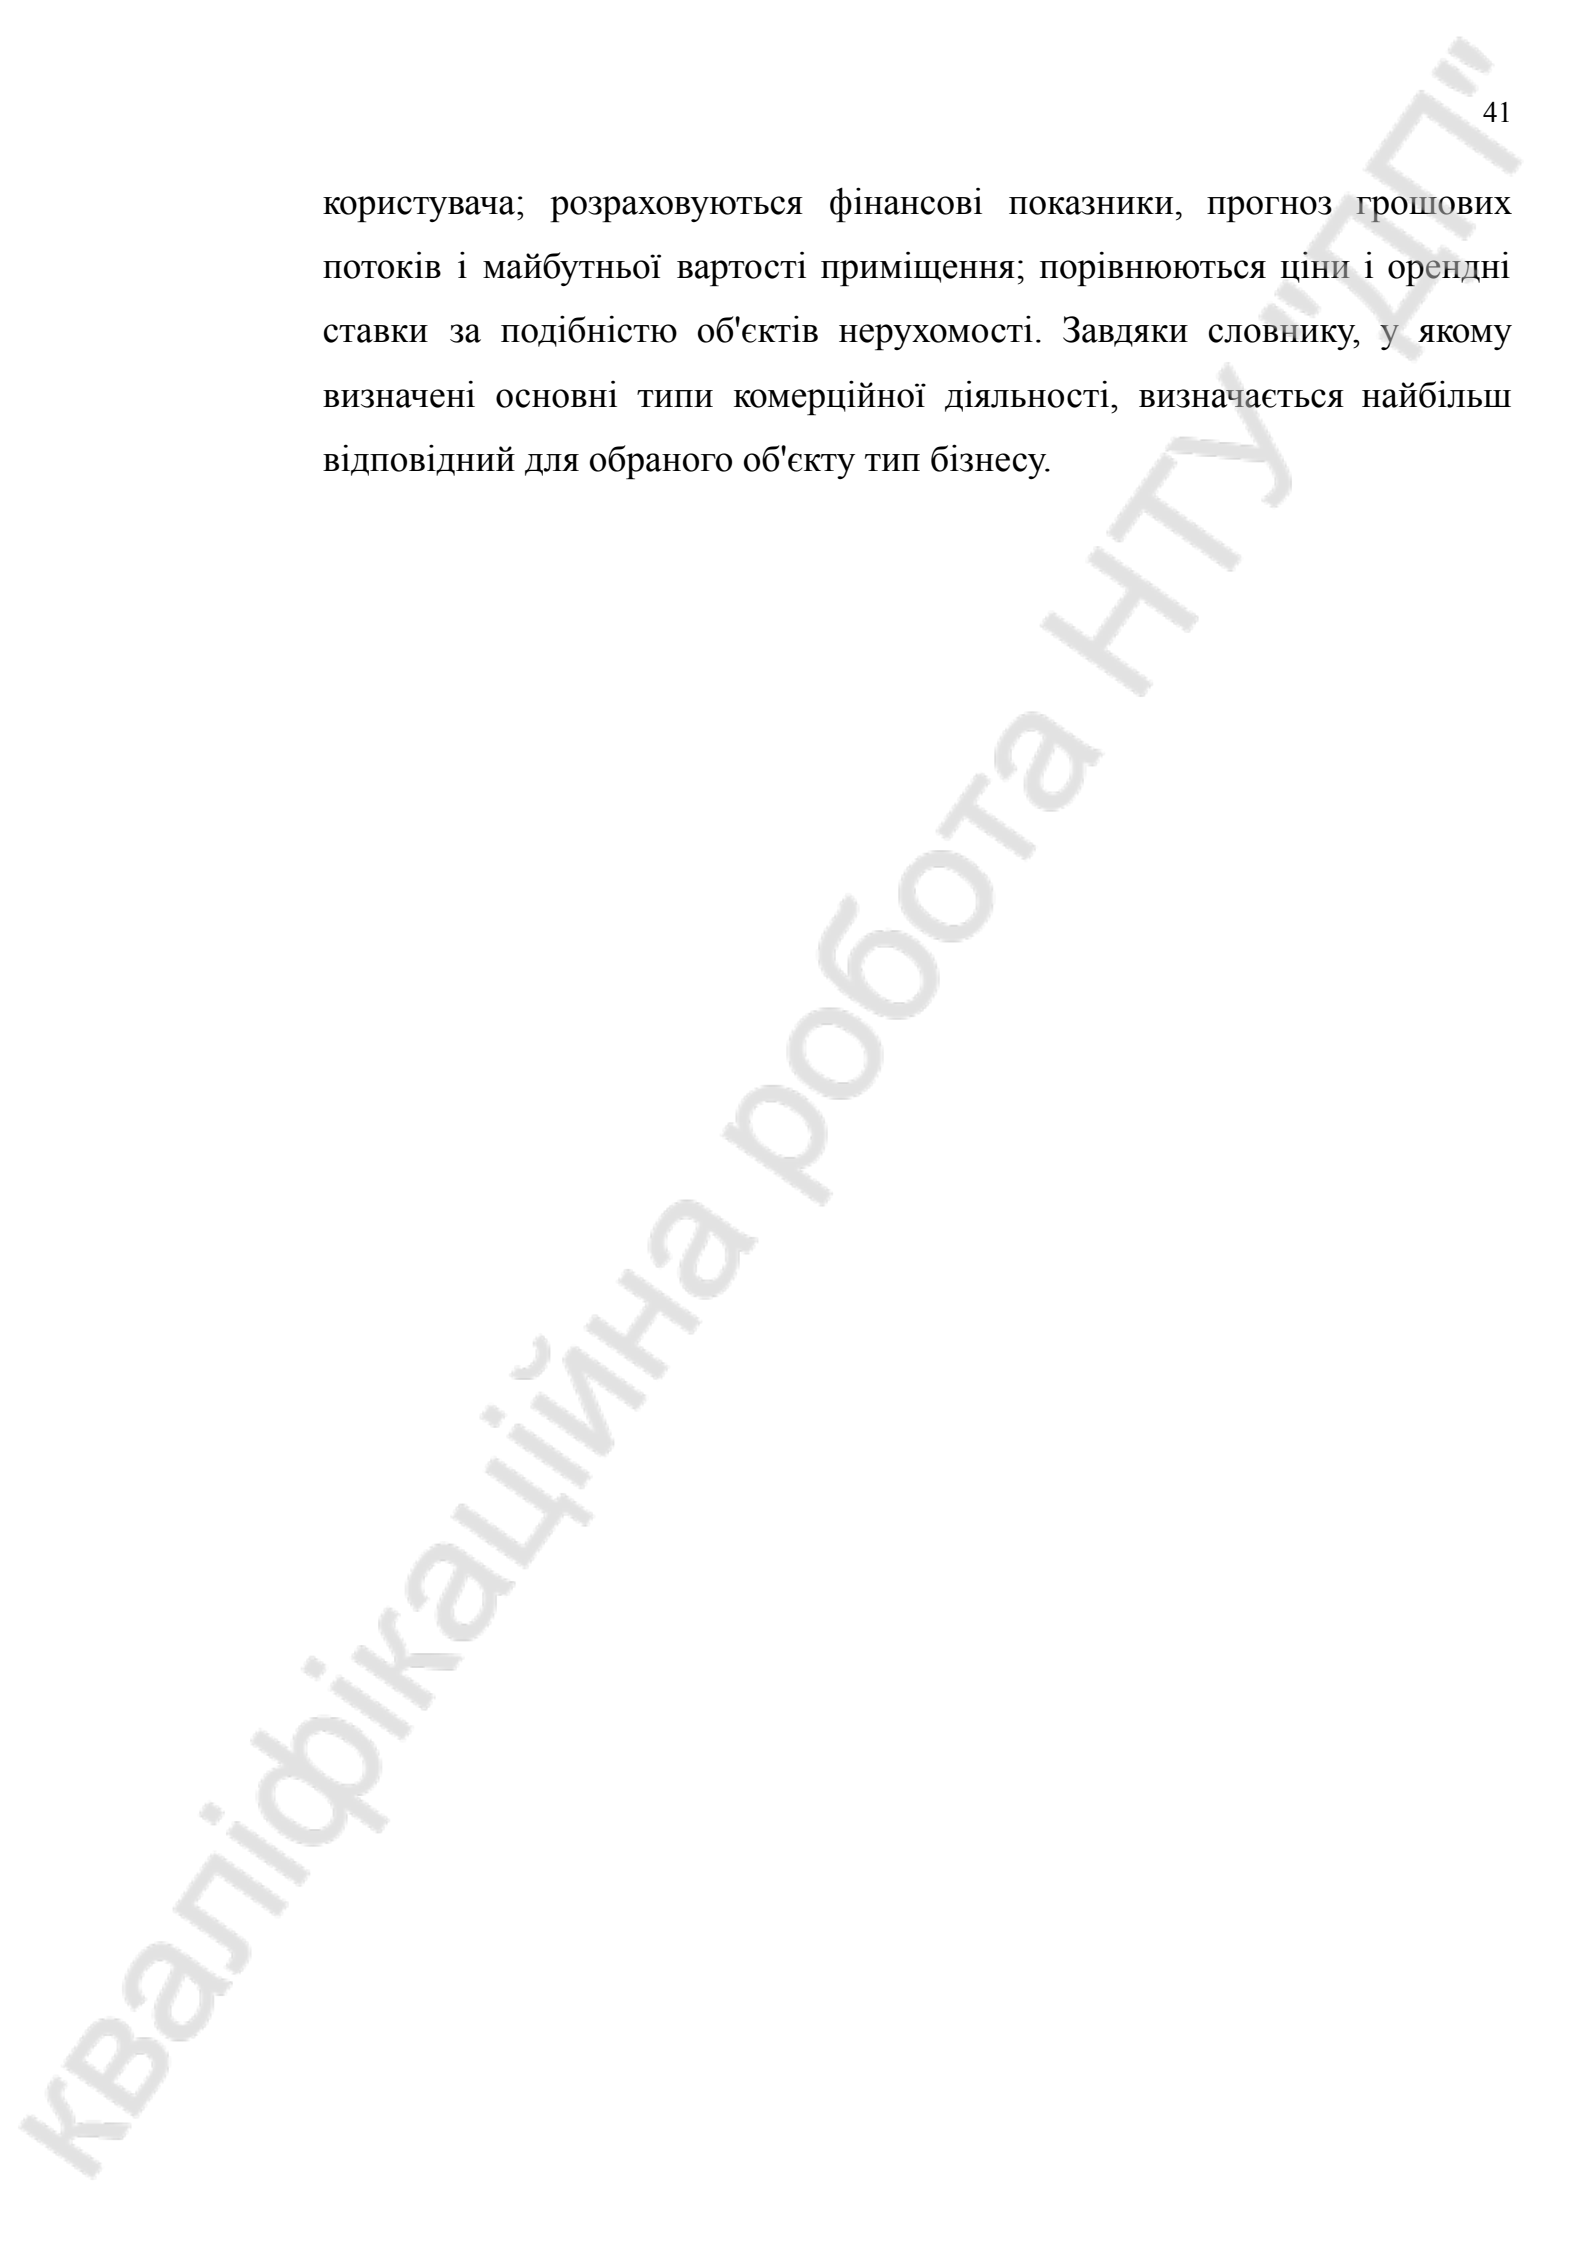 41
користувача; розраховуються фінансові показники, прогноз грошових
потоків і майбутньої вартості приміщення; порівнюються ціни і орендні
ставки за подібністю об'єктів нерухомості. Завдяки словнику, у якому
визначені основні типи комерційної діяльності, визначається найбільш
відповідний для обраного об'єкту тип бізнесу.
кваліфікаційна робота НТУ "ДП"